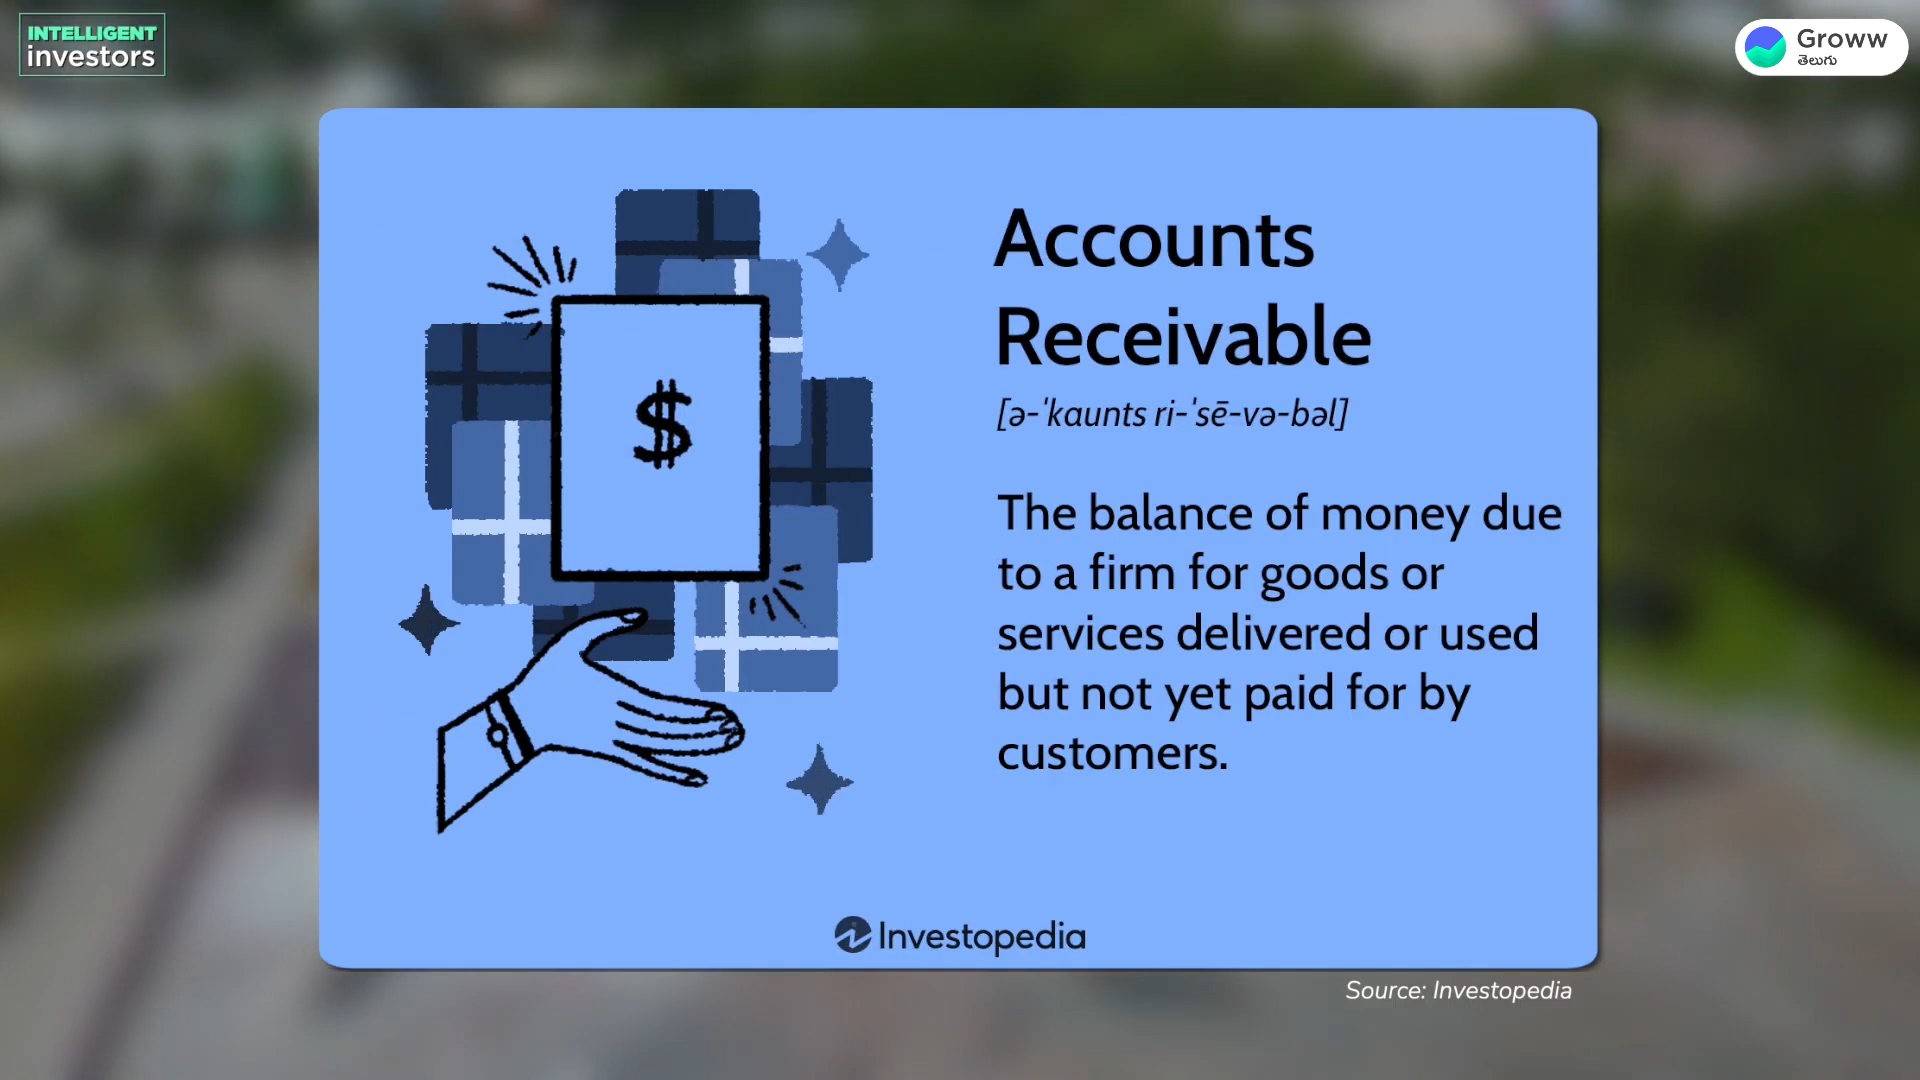 INTELLIGENT
investors
Groww
తెలుగు
Accounts
Receivable
[ə-ˈkaunts ri-ˈsē-və-bəl]
$
The balance of money due
to a firm for goods or
services delivered or used
but not yet paid for by
customers.
Investopedia
Source: Investopedia